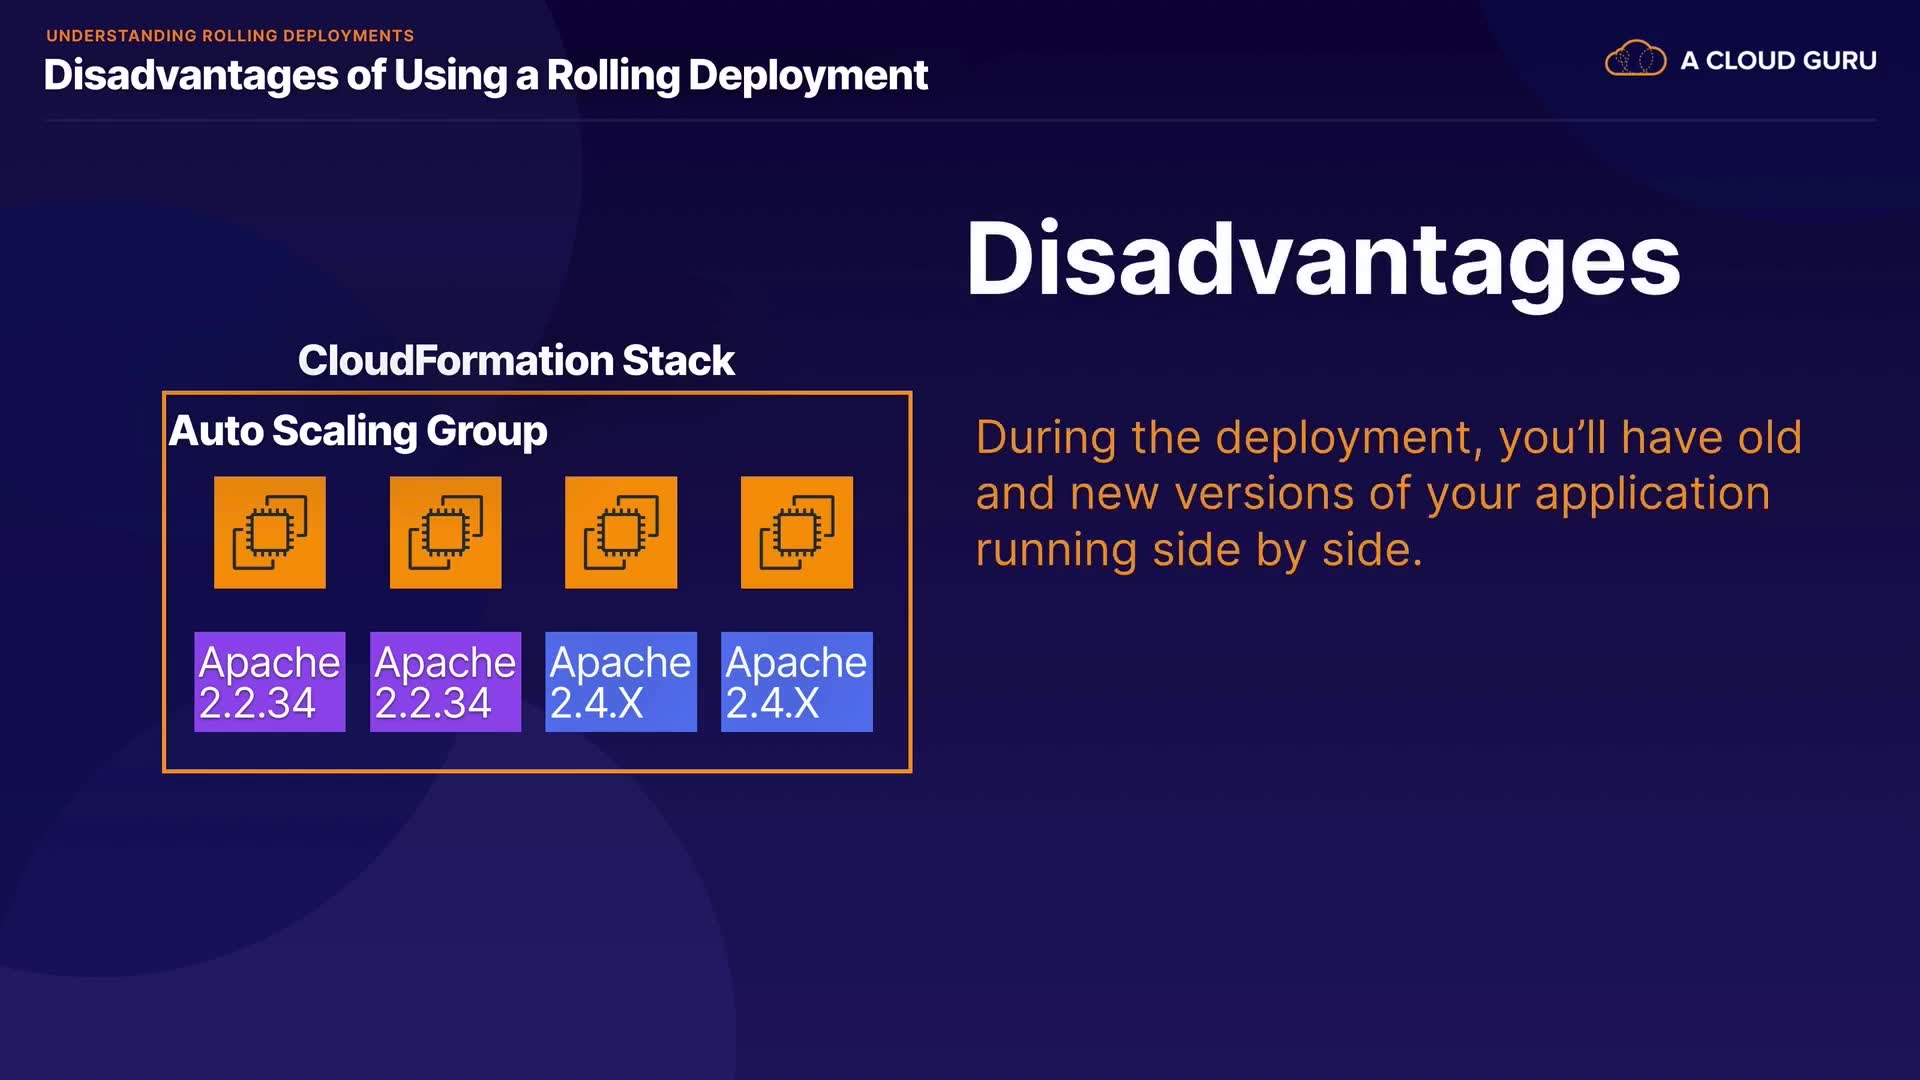 UNDERSTANDING ROLLING DEPLOYMENTS
Disadvantages of Using a Rolling Deployment
A CLOUD GURU
Disadvantages
CloudFormation Stack
Auto Scaling Group
Apache
2.2.34
Apache
2.2.34
Apache
2.4.X
Apache
2.4.X
During the deployment, you’ll have old
and new versions of your application
running side by side.